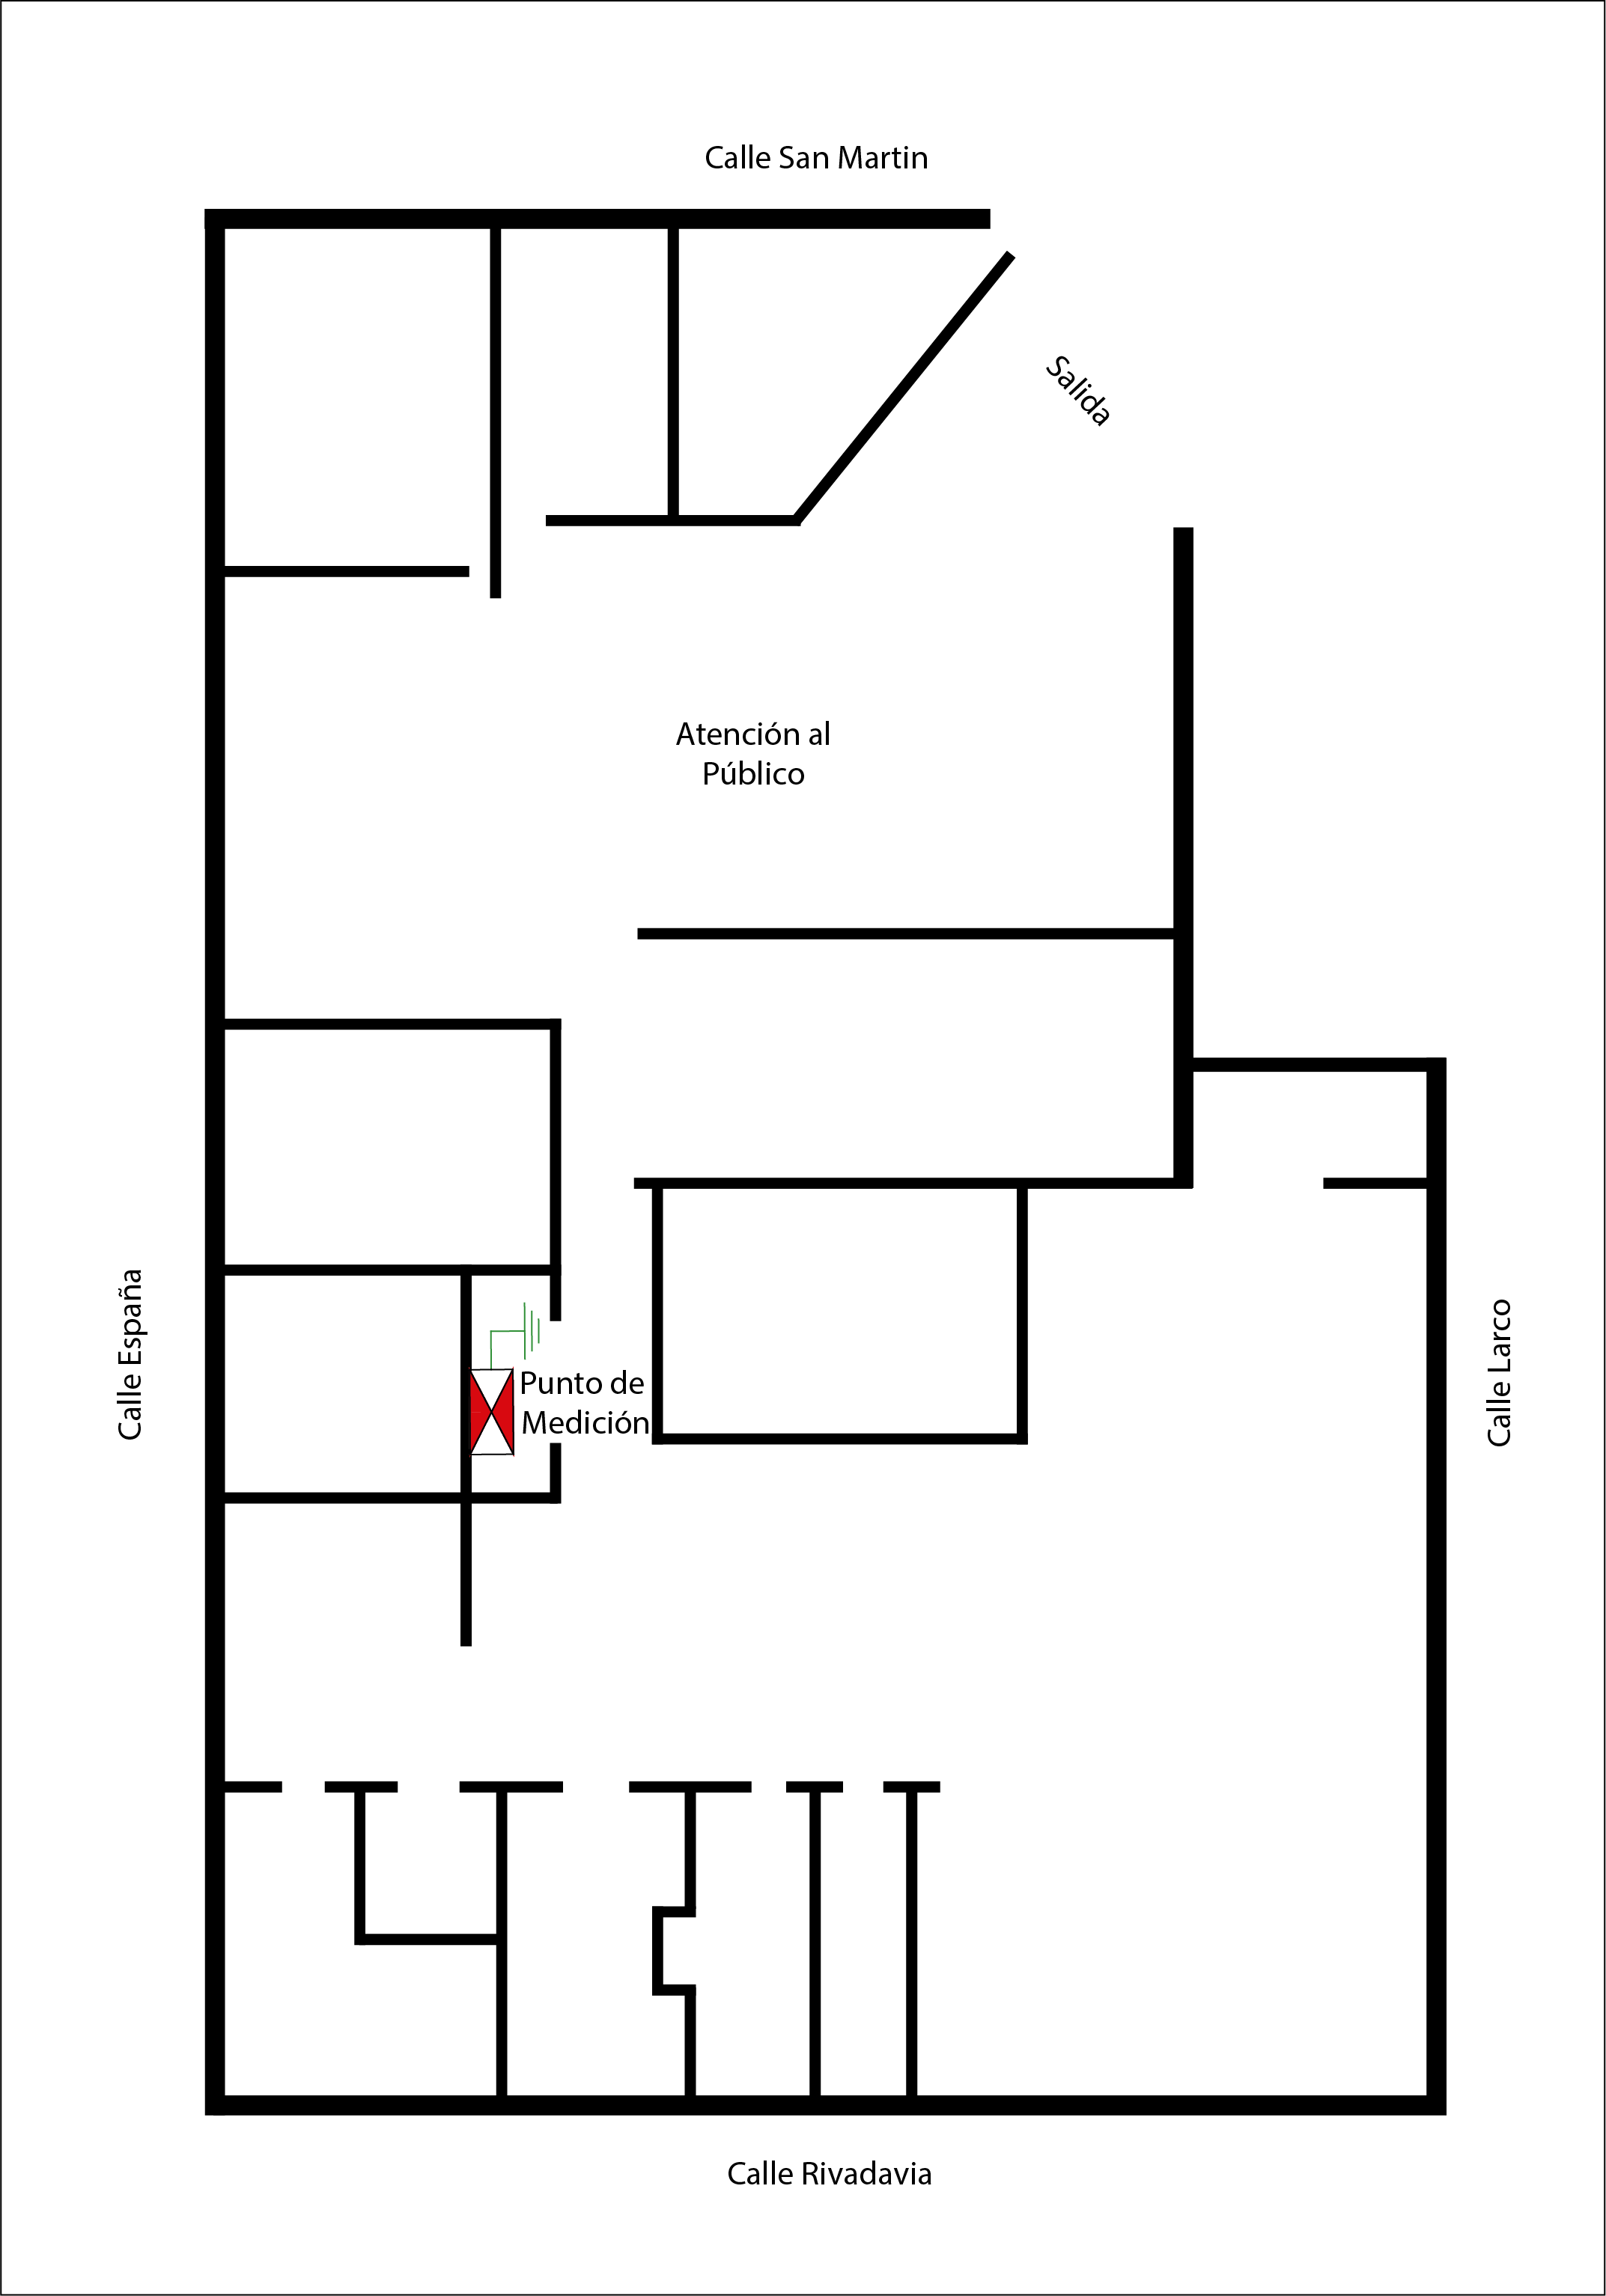 Calle San Martin
Salida
Atención al
Público
Calle España
Punto de
Medición
Calle Larco
Calle Rivadavia